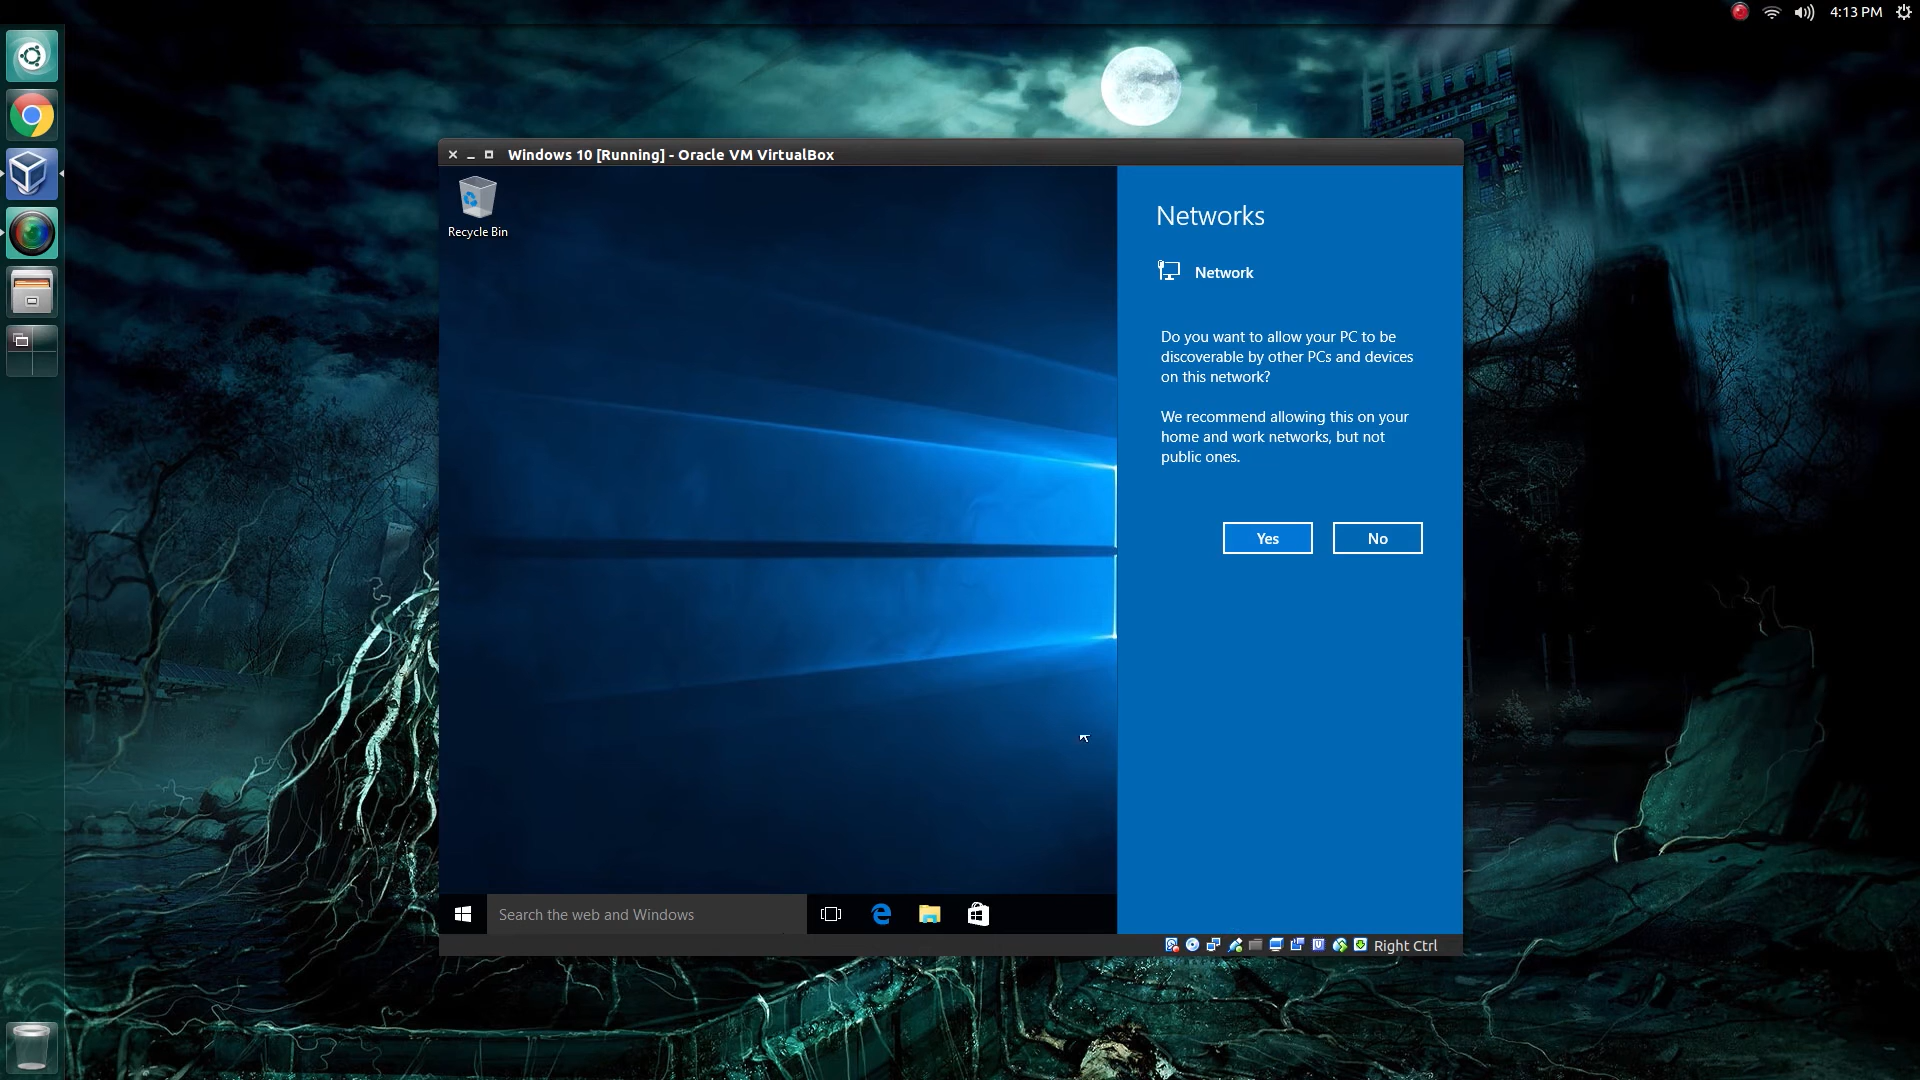 4:13 PM
Windows 10 [Running] - Oracle VM VirtualBox
Recycle Bin
Networks
Network
Do you want to allow your PC to be
discoverable by other PCs and devices
on this network?
We recommend allowing this on your
home and work networks, but not
public ones.
Yes
No
Search the web and Windows
Right Ctrl